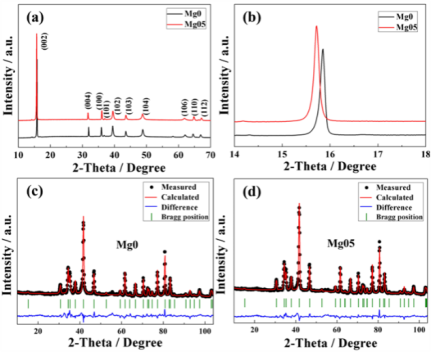 (a)
Mg0
Mg05
(002)
(004)
(100)
(101)
(102)
(103)
(104)
(106)
(110)
(112)
Intensity / a.u.
10 20 30 40 50 60 70
2-Theta / Degree
(b)
Mg0
Mg05
Intensity / a.u.
14 15 16 17 18
2-Theta / Degree
(c)
Measured
Calculated
Difference
Bragg position
Mg0
Intensity / a.u.
20 40 60 80 100
2-Theta / Degree
(d)
Measured
Calculated
Difference
Bragg position
Mg05
Intensity / a.u.
20 40 60 80 100
2-Theta / Degree